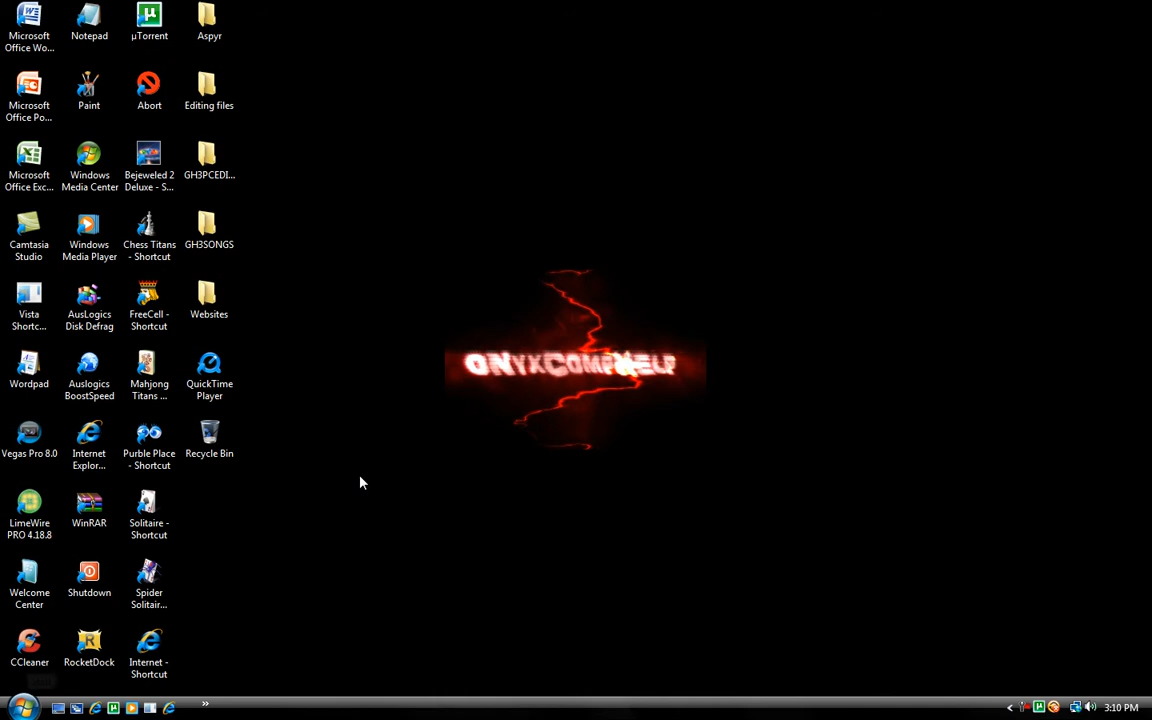 Microsoft
Office Wo...
Notepad
µTorrent
Aspyr
Microsoft
Office Po...
Paint
Abort
Editing files
Microsoft
Office Exc...
Windows
Media Center
Bejeweled 2
Deluxe - S...
GH3PCEDI...
Camtasia
Studio
Windows
Media Player
Chess Titans
- Shortcut
GH3SONGS
Vista
Shortc...
AusLogics
Disk Defrag
FreeCell -
Shortcut
Websites
Wordpad
Auslogics
BoostSpeed
Mahjong
Titans ...
QuickTime
Player
ONYXCOMPHELP
Vegas Pro 8.0
Internet
Explor...
Purble Place
- Shortcut
Recycle Bin
LimeWire
PRO 4.18.8
WinRAR
Solitaire -
Shortcut
Welcome
Center
Shutdown
Spider
Solitair...
CCleaner
RocketDock
Internet -
Shortcut
3:10 PM